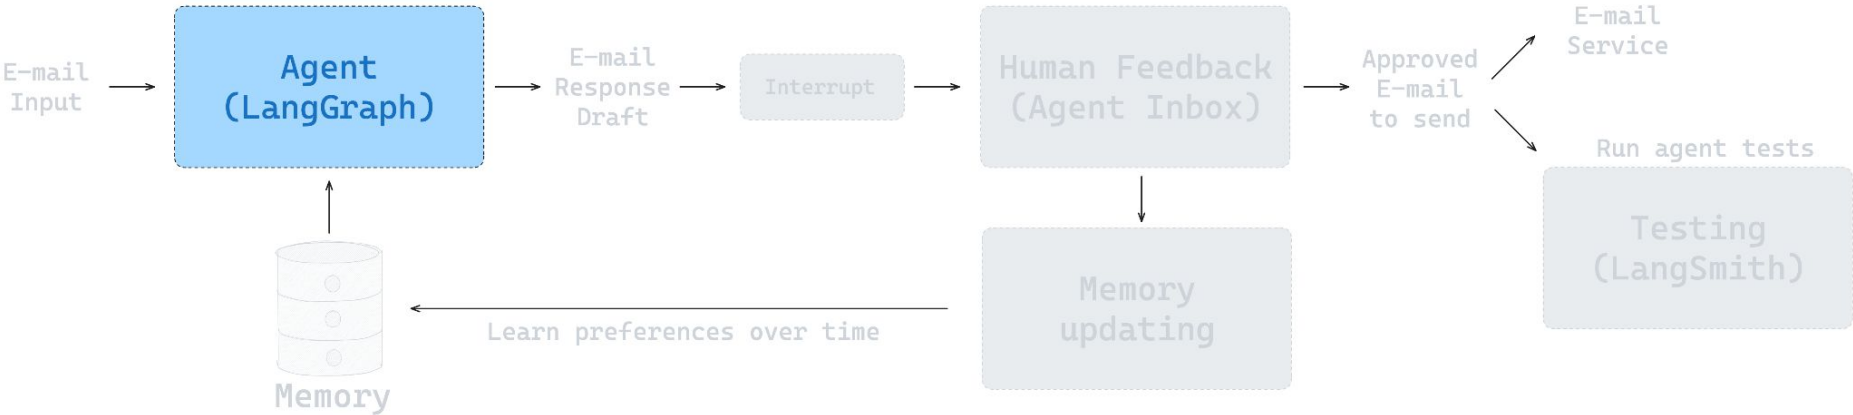 E-mail
Input
Agent
(LangGraph)
E-mail
Response
Draft
Interrupt
Human Feedback
(Agent Inbox)
Approved
E-mail
to send
E-mail
Service
Run agent tests
Testing
(LangSmith)
Memory
updating
Learn preferences over time
Memory